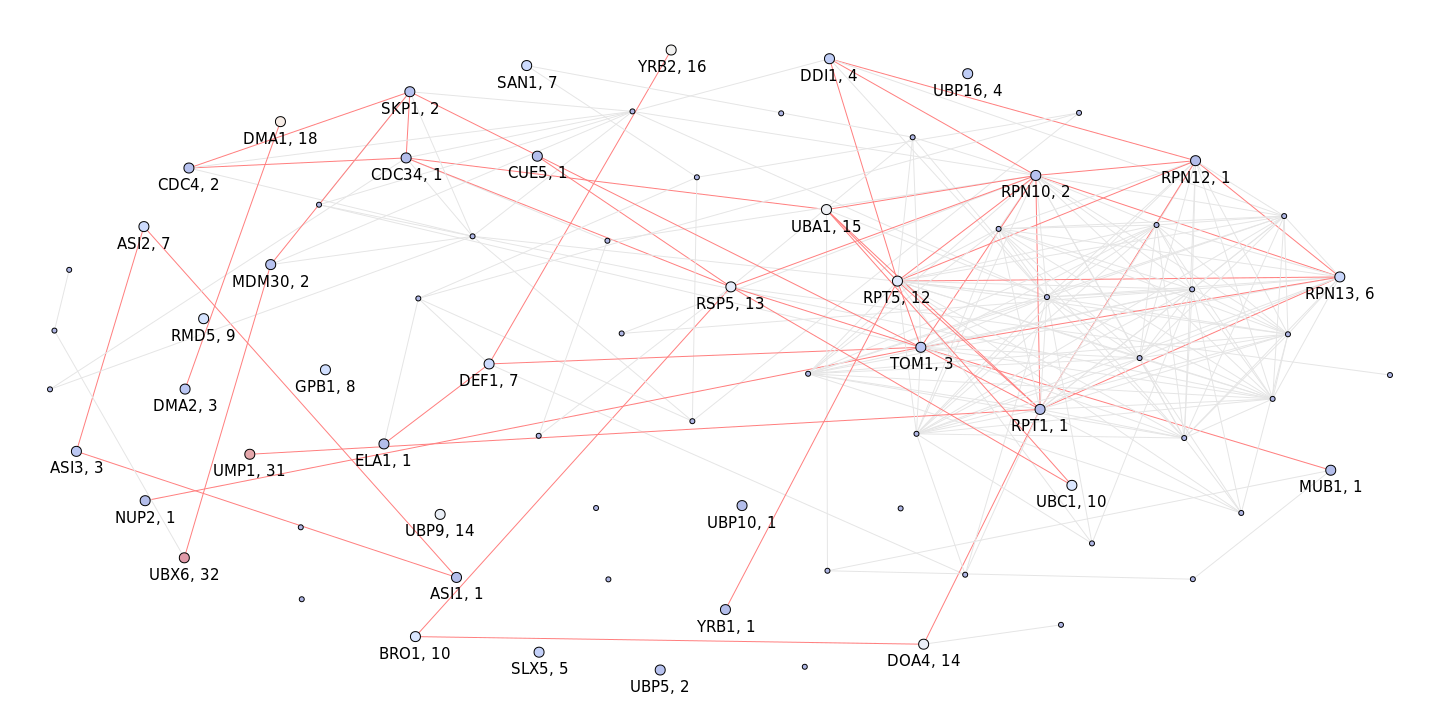 YRB2, 16
SAN1, 7
DDI1, 4
UBP16, 4
SKP1, 2
DMA1, 18
CDC4, 2
CDC34, 1
CUE5, 1
RPN12, 1
RPN10, 2
UBA1, 15
ASI2, 7
MDM30, 2
RPN13, 6
RPT5, 12
RSP5, 13
RMD5, 9
TOM1, 3
DEF1, 7
GPB1, 8
DMA2, 3
RPT1, 1
ELA1, 1
ASI3, 3
UMP1, 31
MUB1, 1
UBC1, 10
NUP2, 1
UBP10, 1
UBP9, 14
UBX6, 32
ASI1, 1
YRB1, 1
BRO1, 10
DOA4, 14
SLX5, 5
UBP5, 2